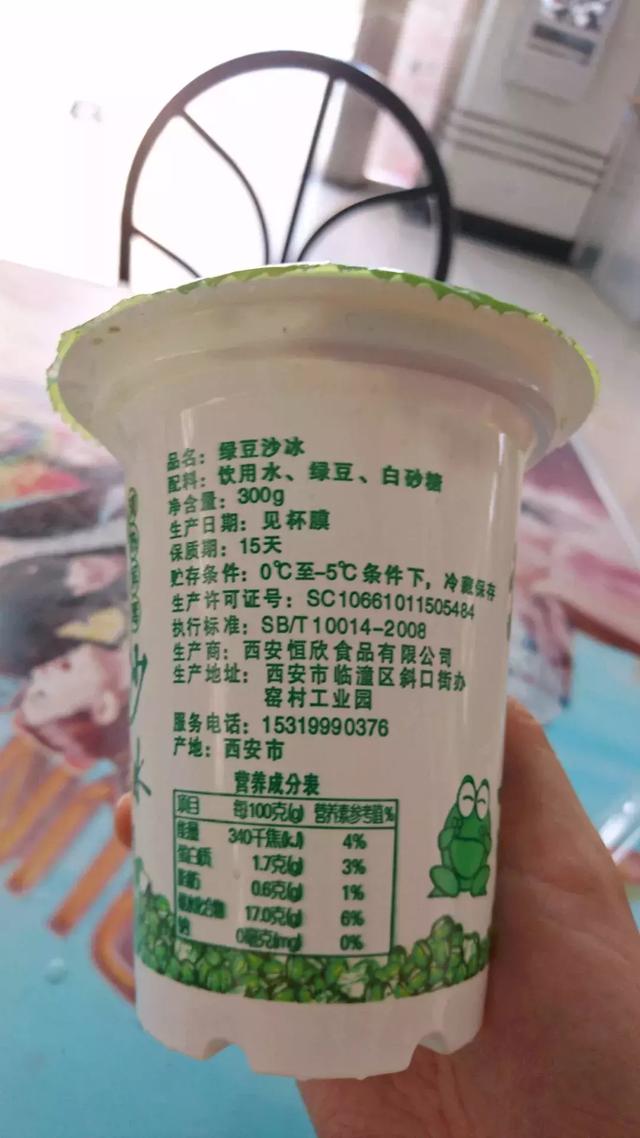 品名：绿豆沙冰
配料：饮用水、绿豆、白砂糖
净含量：300g
生产日期：见杯膜
保质期：15天
贮存条件：0℃至-5℃条件下，冷藏保存
生产许可证号：SC10661011505484
执行标准：SB/T10014-2008
生产商：西安恒欣食品有限公司
生产地址：西安市临潼区斜口街办
窑村工业园
服务电话：15319990376
产地：西安市
营养成分表
项目 每100克(g) 营养素参考值%
能量 340千焦(kJ) 4%
蛋白质 1.7克(g) 3%
脂肪 0.6克(g) 1%
碳水化合物 17.0克(g) 6%
钠 0毫克(mg) 0%
沙
冰